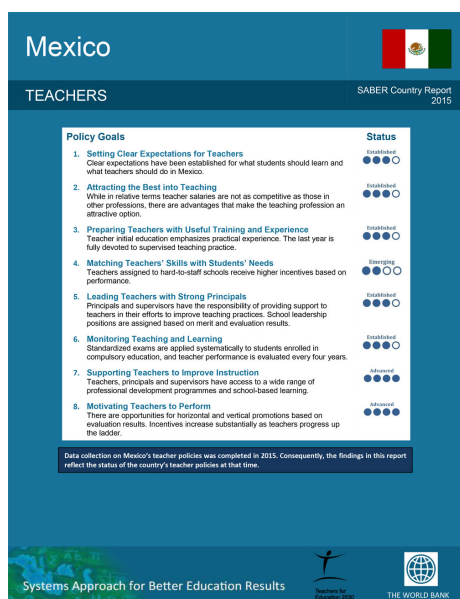 Mexico
TEACHERS
SABER Country Report
2015
Policy Goals
Status
1. Setting Clear Expectations for Teachers
Established
Clear expectations have been established for what students should learn and
what teachers should do in Mexico.
2. Attracting the Best into Teaching
Established
While in relative terms teacher salaries are not as competitive as those in
other professions, there are advantages that make the teaching profession an
attractive option.
3. Preparing Teachers with Useful Training and Experience
Established
Teacher initial education emphasizes practical experience. The last year is
fully devoted to supervised teaching practice.
4. Matching Teachers’ Skills with Students’ Needs
Emerging
Teachers assigned to hard-to-staff schools receive higher incentives based on
performance.
5. Leading Teachers with Strong Principals
Established
Principals and supervisors have the responsibility of providing support to
teachers in their efforts to improve teaching practices. School leadership
positions are assigned based on merit and evaluation results.
6. Monitoring Teaching and Learning
Established
Standardized exams are applied systematically to students enrolled in
compulsory education, and teacher performance is evaluated every four years.
7. Supporting Teachers to Improve Instruction
Advanced
Teachers, principals and supervisors have access to a wide range of
professional development programmes and school-based learning.
8. Motivating Teachers to Perform
Advanced
There are opportunities for horizontal and vertical promotions based on
evaluation results. Incentives increase substantially as teachers progress up
the ladder.
Data collection on Mexico’s teacher policies was completed in 2015. Consequently, the findings in this report
reflect the status of the country’s teacher policies at that time.
Systems Approach for Better Education Results
Teachers for
Education 2030
THE WORLD BANK